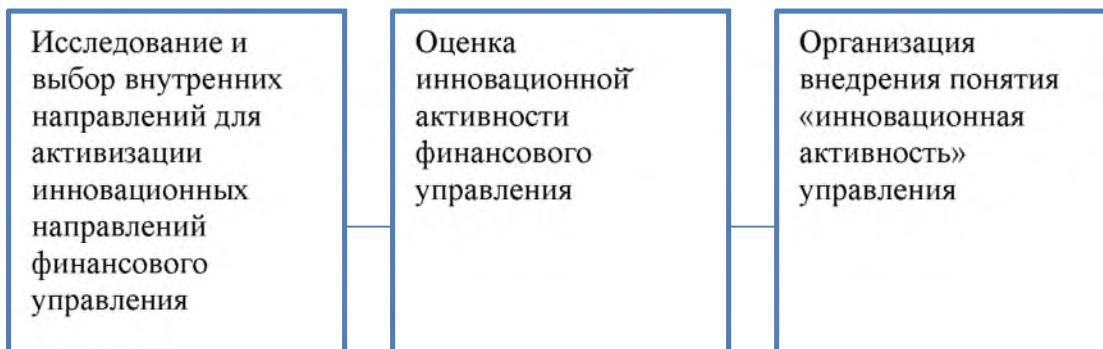 Исследование и
выбор внутренних
направлений для
активизации
инновационных
направлений
финансового
управления
Оценка
инновационной
активности
финансового
управления
Организация
внедрения понятия
«инновационная
активность»
управления